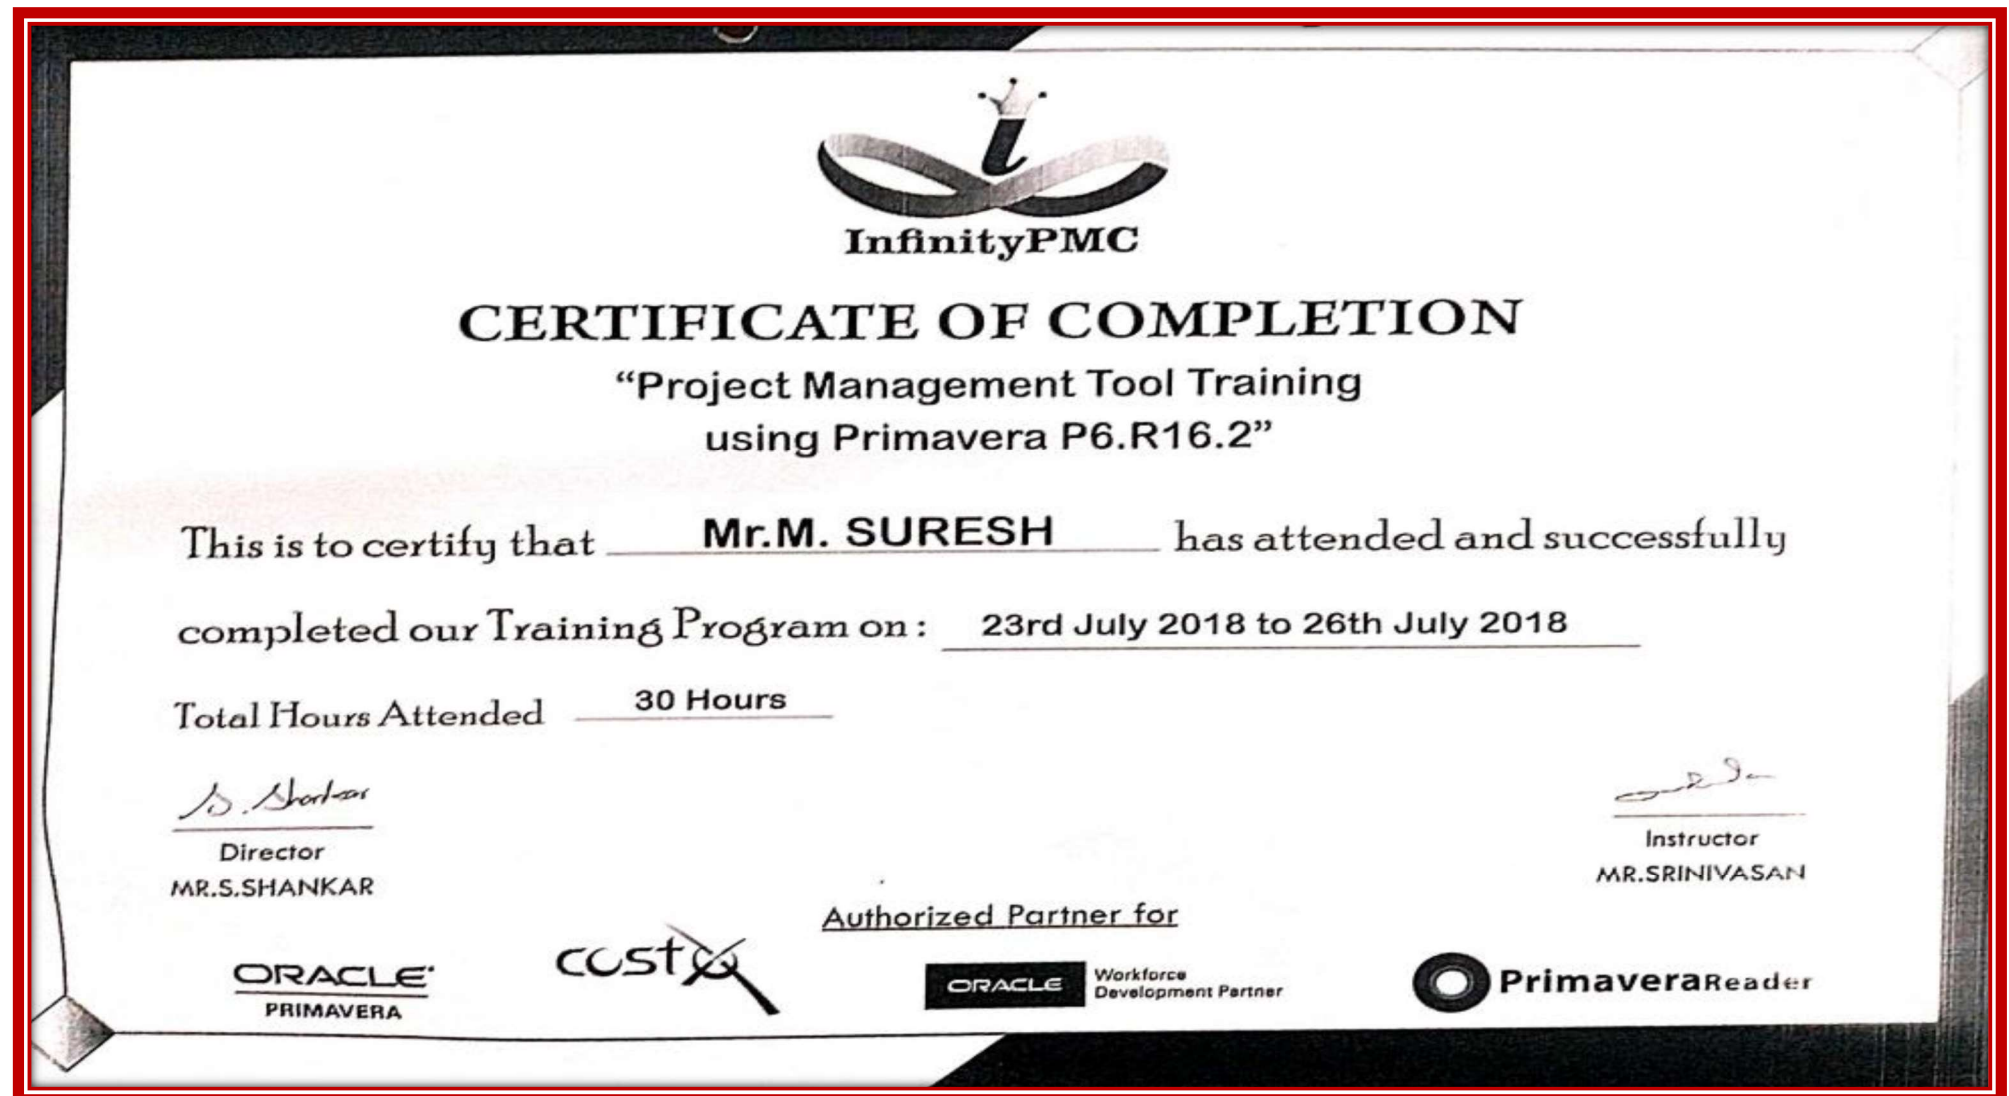 i
InfinityPMC
CERTIFICATE OF COMPLETION
“Project Management Tool Training
using Primavera P6.R16.2”
This is to certify that Mr.M. SURESH has attended and successfully
completed our Training Program on : 23rd July 2018 to 26th July 2018
Total Hours Attended 30 Hours
S. Shankar
Director
MR.S.SHANKAR
Instructor
MR.SRINIVASAN
Authorized Partner for
ORACLE
PRIMAVERA
costX
ORACLE Workforce
Development Partner
PrimaveraReader